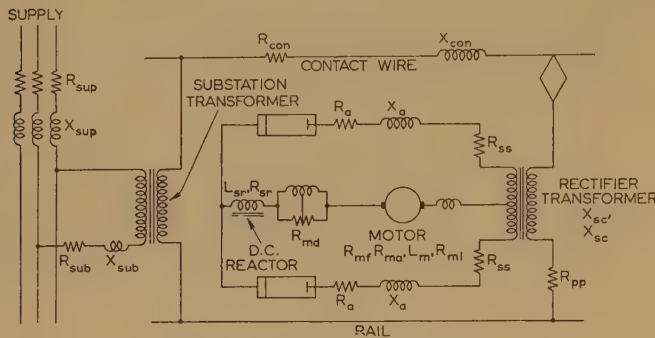 SUPPLY
R_sup
X_sup
SUBSTATION
TRANSFORMER
R_sub
X_sub
R_con
X_con
CONTACT WIRE
R_a
X_a
R_ss
L_sr, R_sr
R_md
D.C.
REACTOR
MOTOR
R_mf R_ma, L_m, R_ml
R_ss
RECTIFIER
TRANSFORMER
X_sc',
X_sc
R_a
X_a
R_pp
RAIL